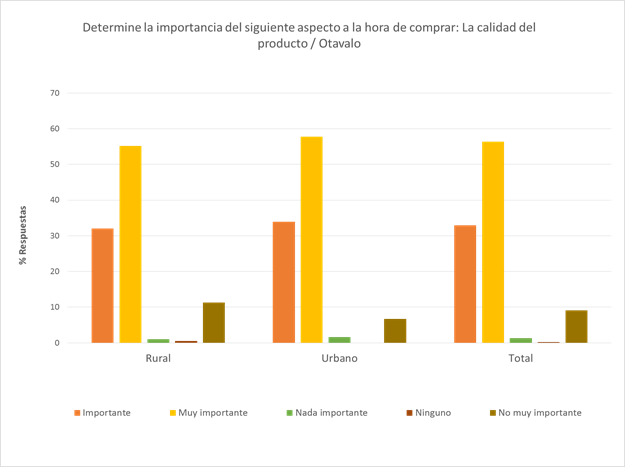 Determine la importancia del siguiente aspecto a la hora de comprar: La calidad del
producto / Otavalo
70
60
50
40
30
20
10
0
% Respuestas
Rural Urbano Total
Importante Muy importante Nada importante Ninguno No muy importante